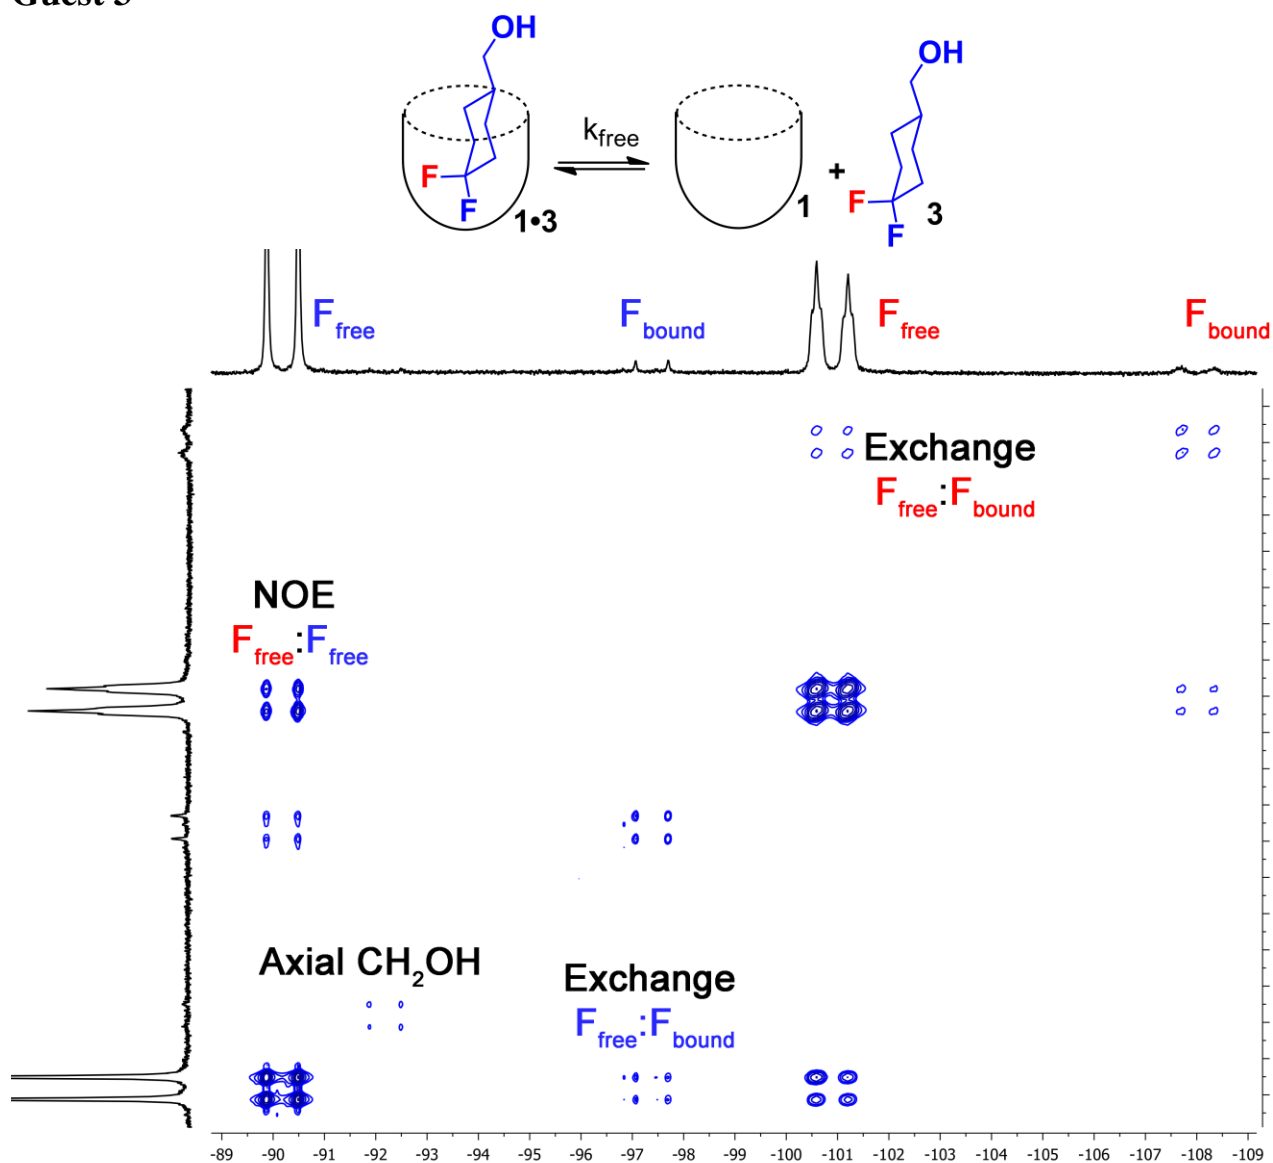 Guest 3
OH
OH
k_free
F
F
1•3
1
+
F
F
3
F_free
F_bound
F_free
F_bound
Exchange
F_free:F_bound
NOE
F_free:F_free
Axial CH₂OH
Exchange
F_free:F_bound
-89 -90 -91 -92 -93 -94 -95 -96 -97 -98 -99 -100 -101 -102 -103 -104 -105 -106 -107 -108 -109